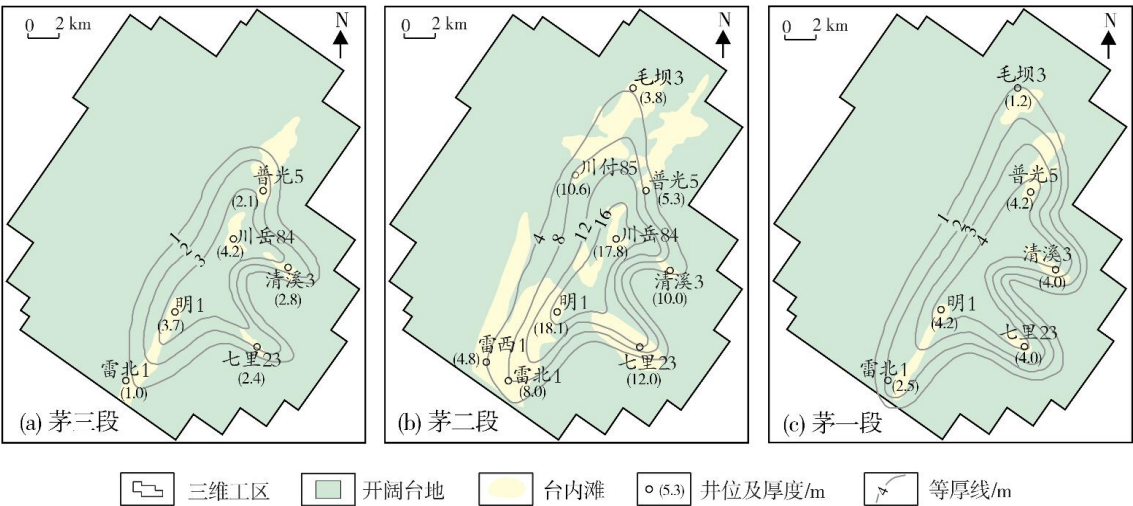 0 2 km
N
普光5
(2.1)
1
2
3
川岳84
(4.2)
清溪3
(2.8)
明1
(3.7)
七里23
(2.4)
雷北1
(1.0)
(a) 茅三段
0 2 km
N
毛坝3
(3.8)
川付85
(10.6)
普光5
(5.3)
4
8
12
16
川岳84
(17.8)
清溪3
(10.0)
明1
(18.1)
雷西1
(4.8)
七里23
(12.0)
雷北1
(8.0)
(b) 茅二段
0 2 km
N
毛坝3
(1.2)
普光5
(4.2)
1
2
3
4
清溪3
(4.0)
明1
(4.2)
七里23
(4.0)
雷北1
(2.5)
(c) 茅一段
三维工区
开阔台地
台内滩
(5.3) 井位及厚度/m
4 等厚线/m